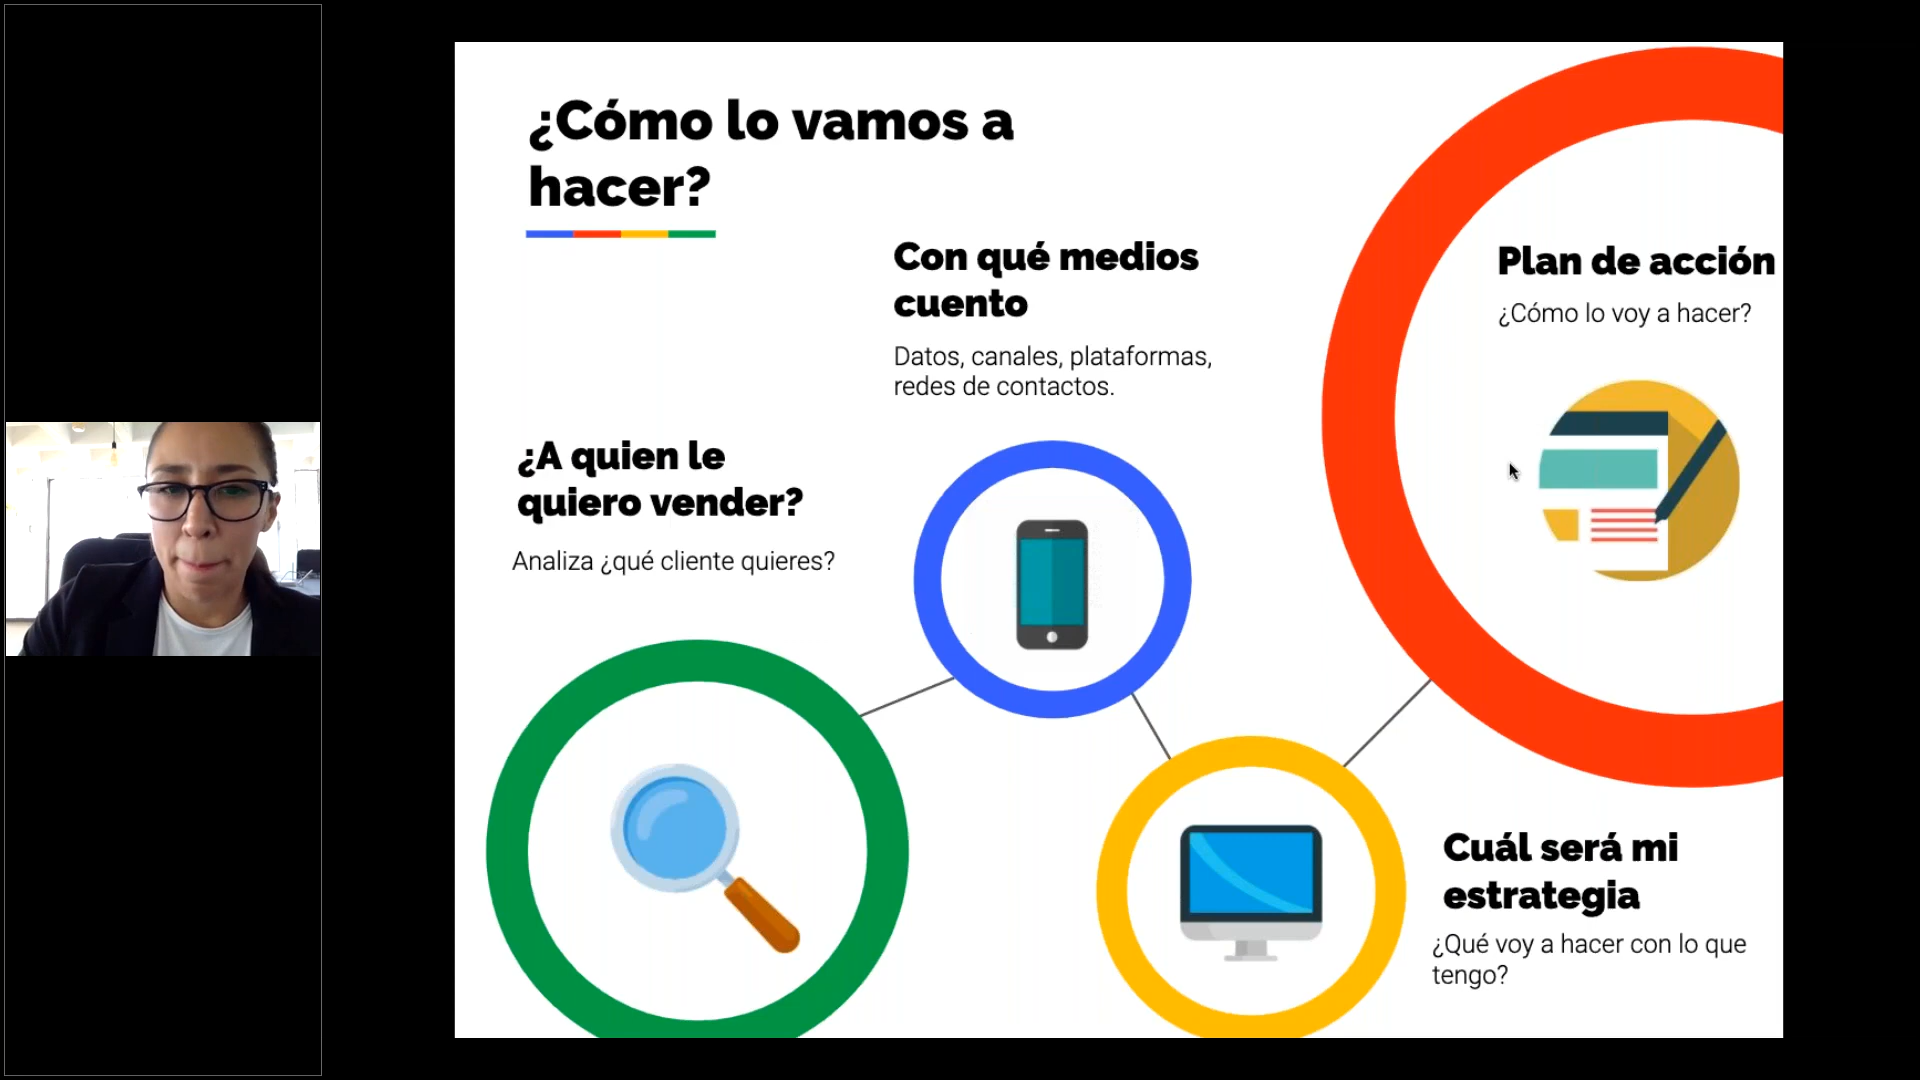 ¿Cómo lo vamos a
hacer?
¿A quien le
quiero vender?
Analiza ¿qué cliente quieres?
Con qué medios
cuento
Datos, canales, plataformas,
redes de contactos.
Cuál será mi
estrategia
¿Qué voy a hacer con lo que
tengo?
Plan de acción
¿Cómo lo voy a hacer?